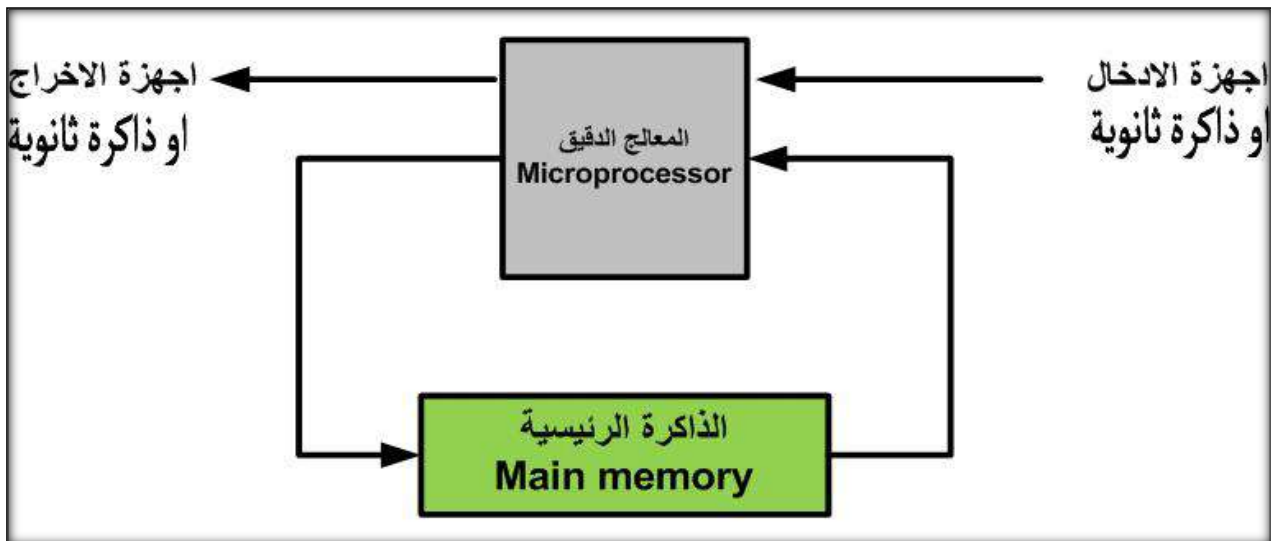 اجهزة الادخال
او ذاكرة ثانوية
المعالج الدقيق
Microprocessor
اجهزة الاخراج
او ذاكرة ثانوية
الذاكرة الرئيسية
Main memory